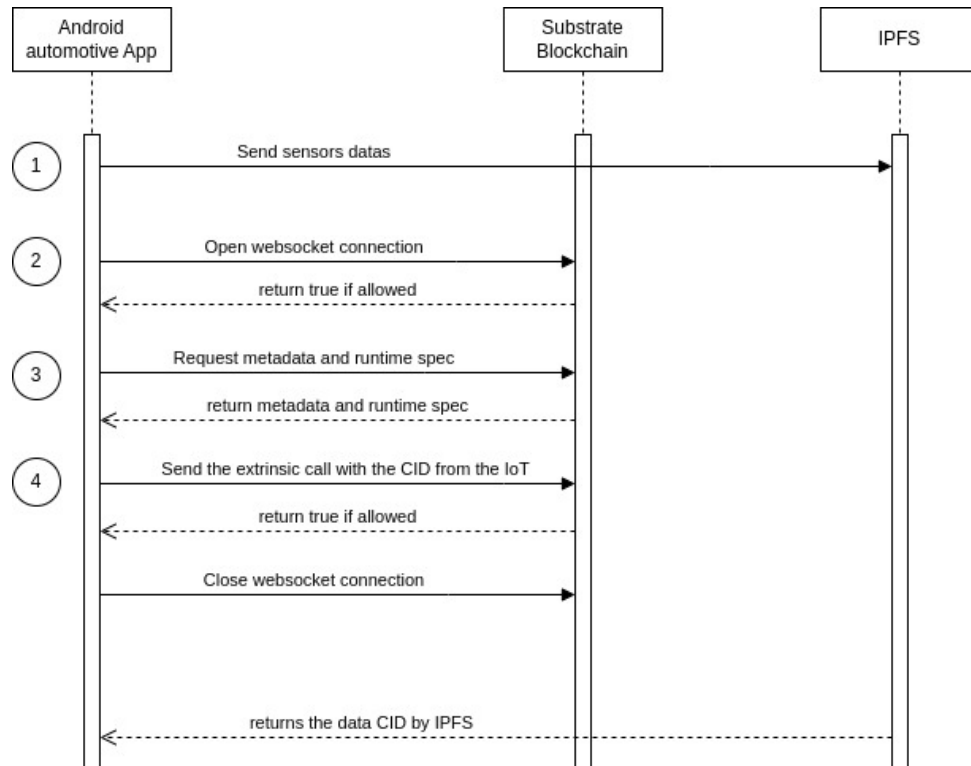 Android
automotive App
Substrate
Blockchain
IPFS
1
Send sensors datas
2
Open websocket connection
return true if allowed
3
Request metadata and runtime spec
return metadata and runtime spec
4
Send the extrinsic call with the CID from the IoT
return true if allowed
Close websocket connection
returns the data CID by IPFS